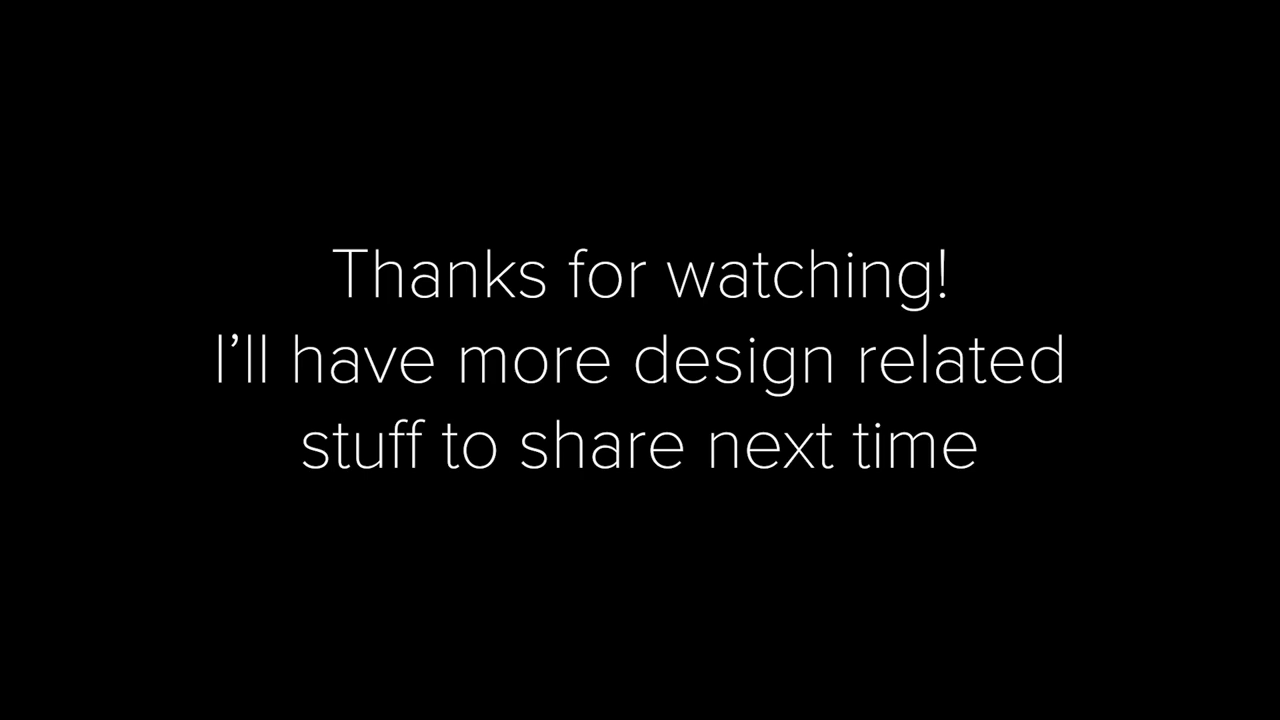 Thanks for watching!
I’ll have more design related
stuff to share next time